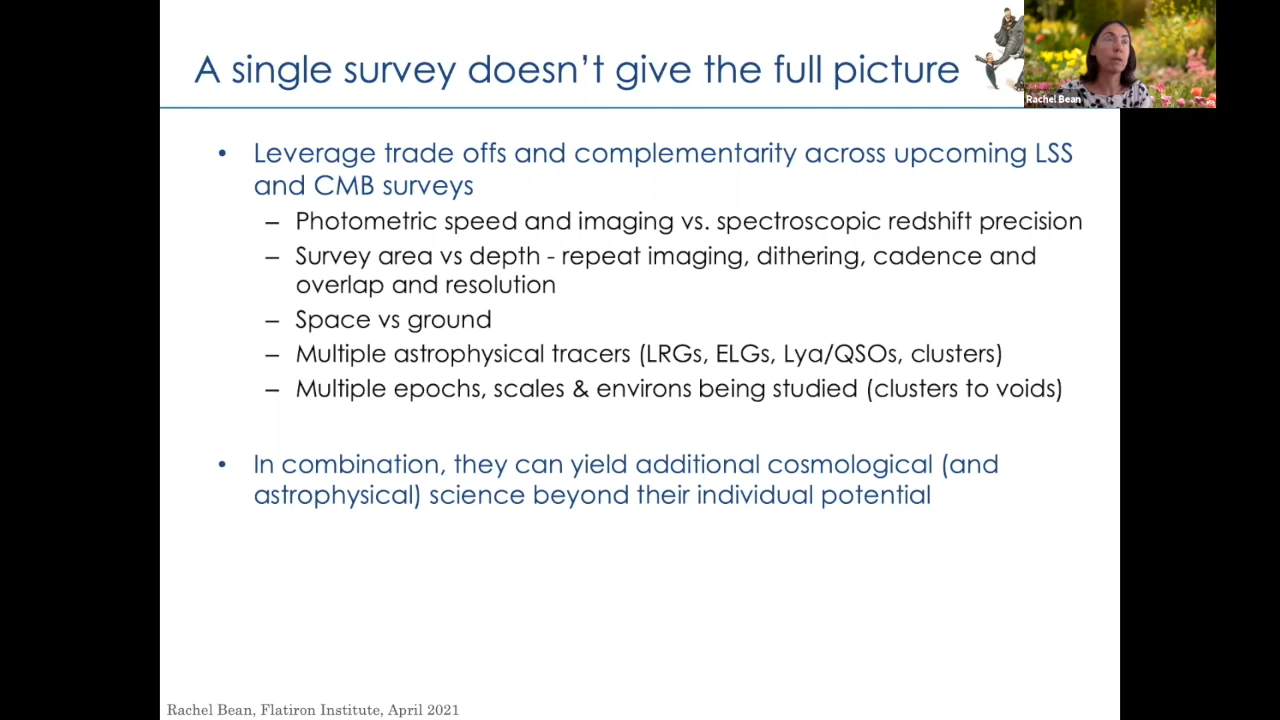 A single survey doesn't give the full picture
Rachel Bean
• Leverage trade offs and complementarity across upcoming LSS
and CMB surveys
– Photometric speed and imaging vs. spectroscopic redshift precision
– Survey area vs depth - repeat imaging, dithering, cadence and
overlap and resolution
– Space vs ground
– Multiple astrophysical tracers (LRGs, ELGs, Lya/QSOs, clusters)
– Multiple epochs, scales & environs being studied (clusters to voids)
• In combination, they can yield additional cosmological (and
astrophysical) science beyond their individual potential
Rachel Bean, Flatiron Institute, April 2021